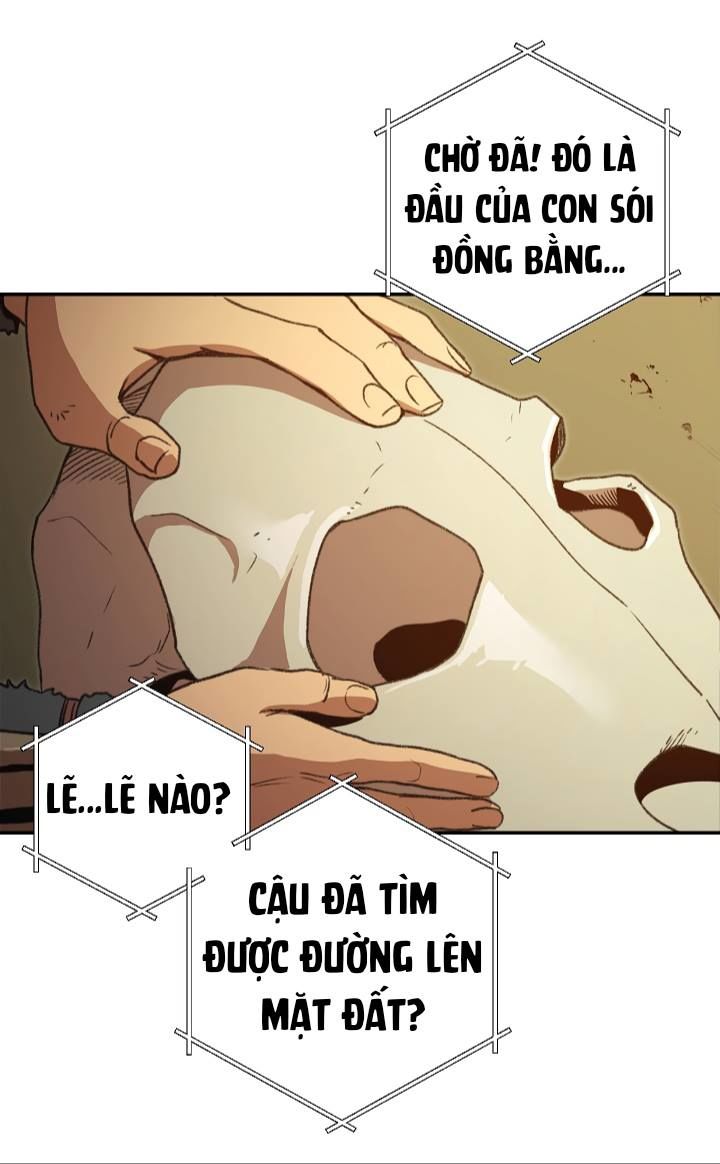 CHỜ ĐÃ! ĐÓ LÀ
ĐẦU CỦA CON SÓI
ĐỒNG BẰNG...
LẼ...LẼ NÀO?
CẬU ĐÃ TÌM
ĐƯỢC ĐƯỜNG LÊN
MẶT ĐẤT?